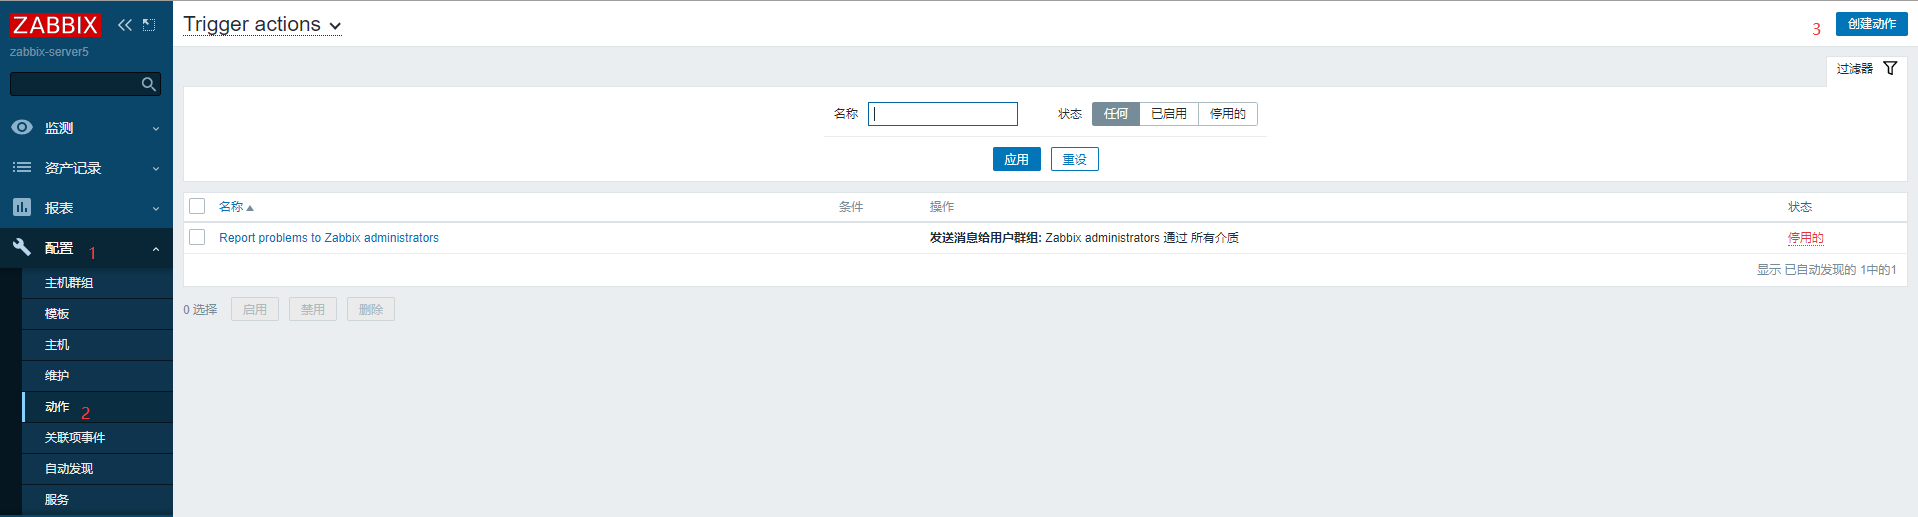 ZABBIX
zabbix-server5
监测
资产记录
报表
配置 1
主机群组
模板
主机
维护
动作 2
关联项事件
自动发现
服务
Trigger actions
3 创建动作
过滤器
名称 状态 任何 已启用 停用的
应用 重设
名称 条件 操作 状态
Report problems to Zabbix administrators 发送消息给用户群组: Zabbix administrators 通过 所有介质 停用的
显示 已自动发现的 1中的1
0 选择 启用 禁用 删除